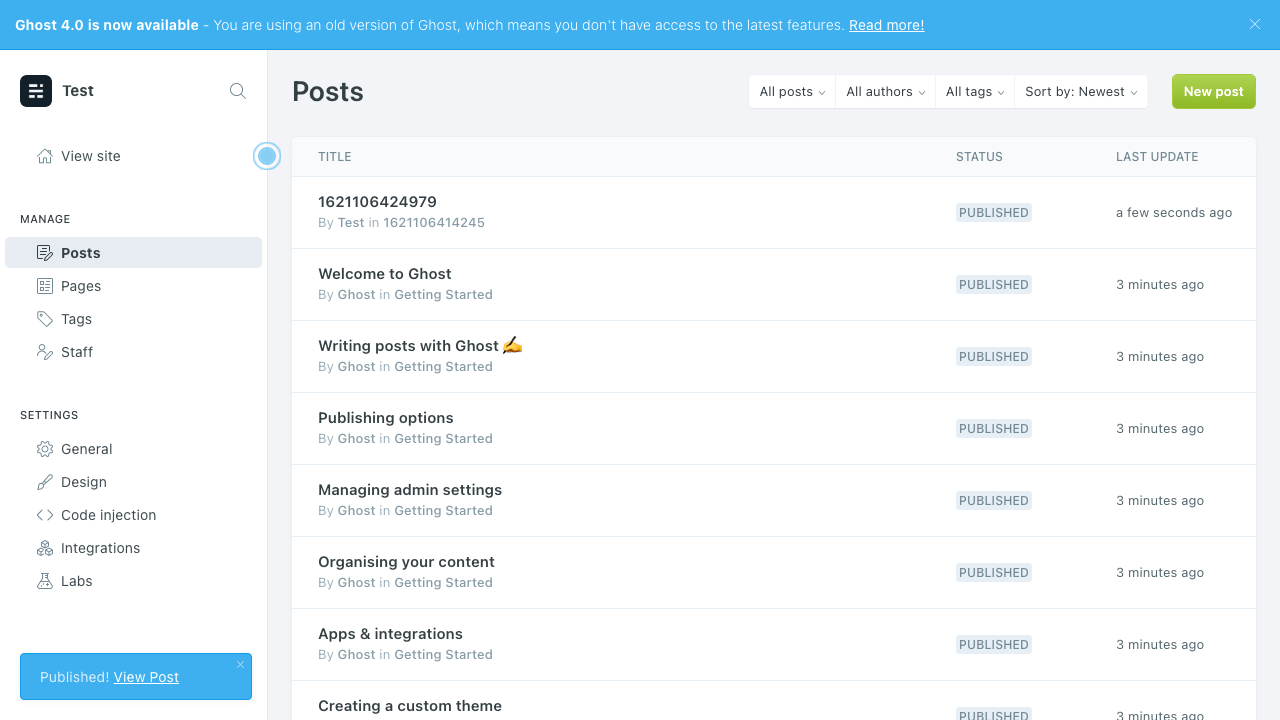 Ghost 4.0 is now available - You are using an old version of Ghost, which means you don't have access to the latest features. Read more!
Test
View site
MANAGE
Posts
Pages
Tags
Staff
SETTINGS
General
Design
Code injection
Integrations
Labs
Published! View Post
Posts
All posts
All authors
All tags
Sort by: Newest
New post
TITLE STATUS LAST UPDATE
1621106424979
By Test in 1621106414245
PUBLISHED
a few seconds ago
Welcome to Ghost
By Ghost in Getting Started
PUBLISHED
3 minutes ago
Writing posts with Ghost ✍️
By Ghost in Getting Started
PUBLISHED
3 minutes ago
Publishing options
By Ghost in Getting Started
PUBLISHED
3 minutes ago
Managing admin settings
By Ghost in Getting Started
PUBLISHED
3 minutes ago
Organising your content
By Ghost in Getting Started
PUBLISHED
3 minutes ago
Apps & integrations
By Ghost in Getting Started
PUBLISHED
3 minutes ago
Creating a custom theme
PUBLISHED
3 minutes ago